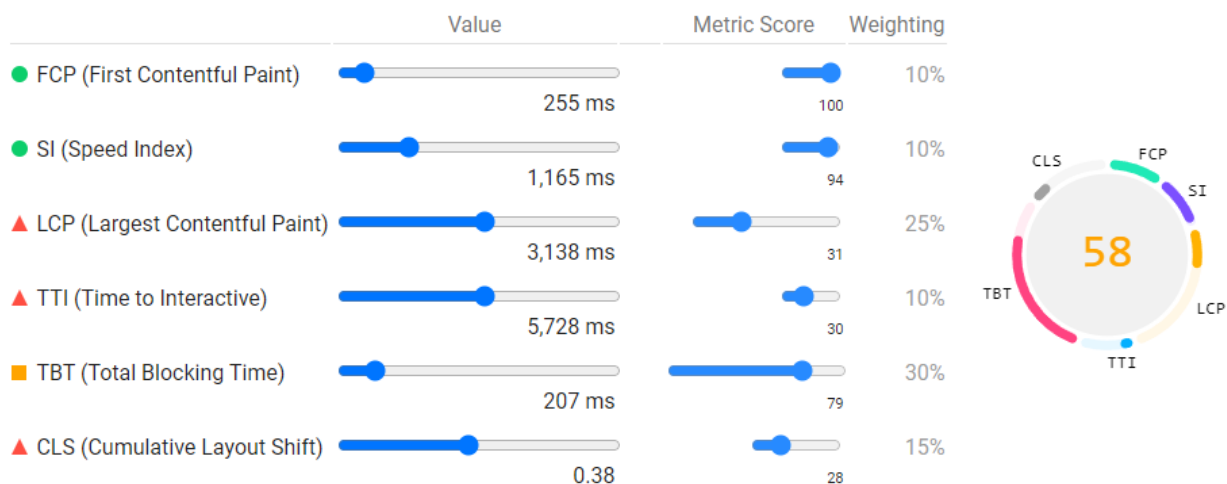 Value Metric Score Weighting
FCP (First Contentful Paint) 10%
255 ms 100
SI (Speed Index) 10%
1,165 ms 94
LCP (Largest Contentful Paint) 25%
3,138 ms 31
TTI (Time to Interactive) 10%
5,728 ms 30
TBT (Total Blocking Time) 30%
207 ms 79
CLS (Cumulative Layout Shift) 15%
0.38 28
CLS FCP
SI
58
TBT LCP
TTI